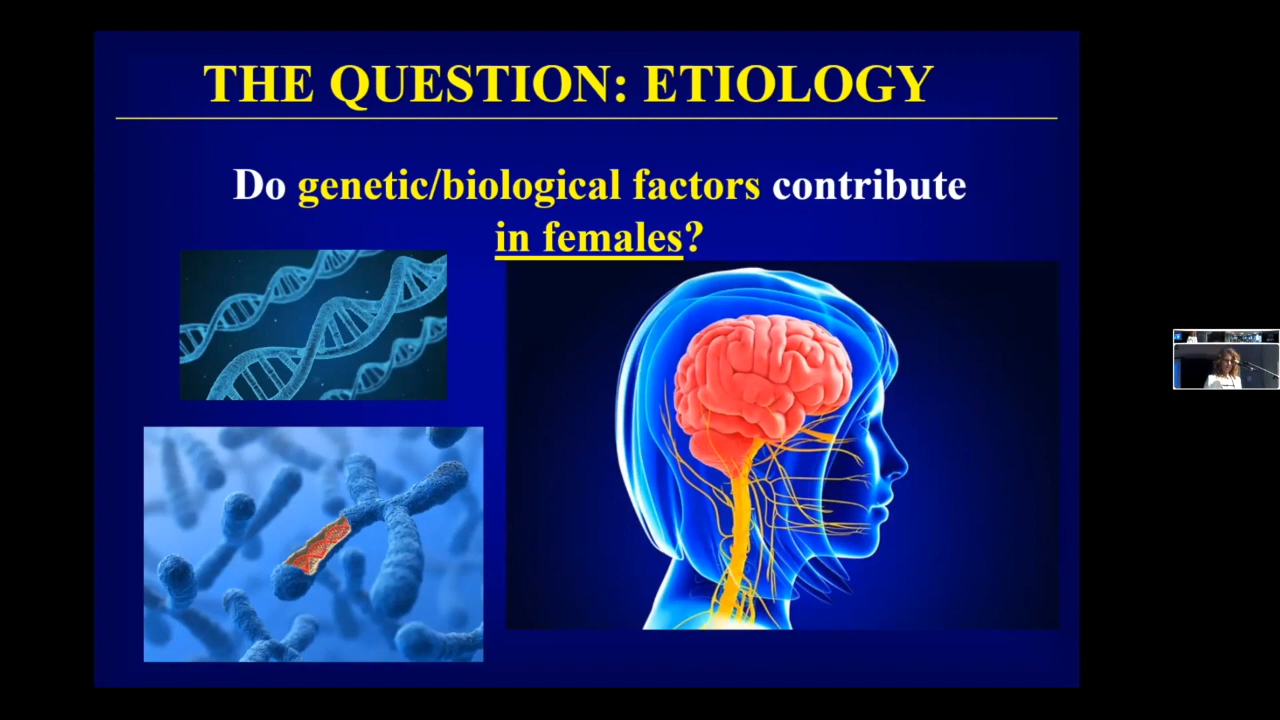 THE QUESTION: ETIOLOGY
Do genetic/biological factors contribute
in females?